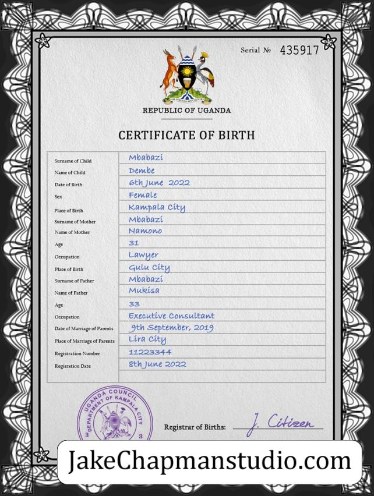 Serial № 435917
REPUBLIC OF UGANDA
CERTIFICATE OF BIRTH
Surname of Child Mbabazi
Name of Child Dembe
Date of Birth 6th June 2022
Sex Female
Place of Birth Kampala City
Surname of Mother Mbabazi
Name of Mother Namono
Age 31
Occupation Lawyer
Place of Birth Gulu City
Surname of Father Mbabazi
Name of Father Mukisa
Age 33
Occupation Executive Consultant
Date of Marriage of Parents 9th September, 2019
Place of Marriage of Parents Lira City
Registration Number 11223344
Registration Date 8th June 2022
UGANDA COUNCIL
DEPARTMENT OF KAMPALA CITY
Registrar of Births: J. Citizen
JakeChapmanstudio.com